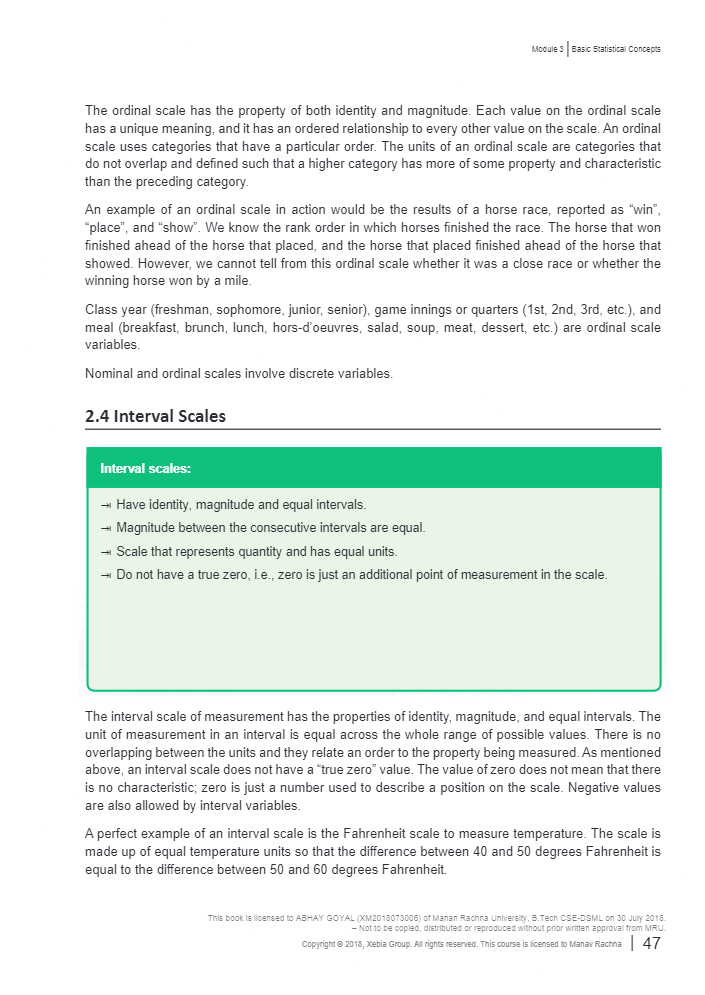 Module 3 | Basic Statistical Concepts
The ordinal scale has the property of both identity and magnitude. Each value on the ordinal scale
has a unique meaning, and it has an ordered relationship to every other value on the scale. An ordinal
scale uses categories that have a particular order. The units of an ordinal scale are categories that
do not overlap and defined such that a higher category has more of some property and characteristic
than the preceding category.
An example of an ordinal scale in action would be the results of a horse race, reported as “win”,
“place”, and “show”. We know the rank order in which horses finished the race. The horse that won
finished ahead of the horse that placed, and the horse that placed finished ahead of the horse that
showed. However, we cannot tell from this ordinal scale whether it was a close race or whether the
winning horse won by a mile.
Class year (freshman, sophomore, junior, senior), game innings or quarters (1st, 2nd, 3rd, etc.), and
meal (breakfast, brunch, lunch, hors-d’oeuvres, salad, soup, meat, dessert, etc.) are ordinal scale
variables.
Nominal and ordinal scales involve discrete variables.
2.4 Interval Scales
Interval scales:
⇥ Have identity, magnitude and equal intervals.
⇥ Magnitude between the consecutive intervals are equal.
⇥ Scale that represents quantity and has equal units.
⇥ Do not have a true zero, i.e., zero is just an additional point of measurement in the scale.
The interval scale of measurement has the properties of identity, magnitude, and equal intervals. The
unit of measurement in an interval is equal across the whole range of possible values. There is no
overlapping between the units and they relate an order to the property being measured. As mentioned
above, an interval scale does not have a “true zero” value. The value of zero does not mean that there
is no characteristic; zero is just a number used to describe a position on the scale. Negative values
are also allowed by interval variables.
A perfect example of an interval scale is the Fahrenheit scale to measure temperature. The scale is
made up of equal temperature units so that the difference between 40 and 50 degrees Fahrenheit is
equal to the difference between 50 and 60 degrees Fahrenheit.
This book is licensed to ABHAY GOYAL (XM2018073006) of Manan Rachna University, B.Tech CSE-DSML on 30 July 2018.
– Not to be copied, distributed or reproduced without prior written approval from MRU.
Copyright © 2018, Xebia Group. All rights reserved. This course is licensed to Manav Rachna | 47